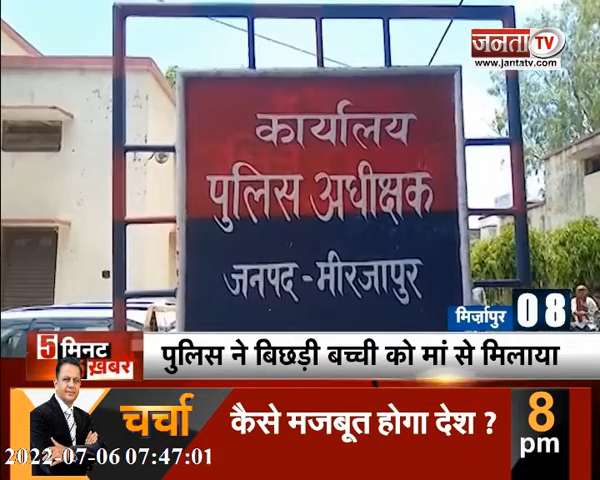 जनता TV
www.jantatv.com
कार्यालय
पुलिस अधीक्षक
जनपद - मीरजापुर
मिर्ज़ापुर 08
5 मिनट
ख़बर
पुलिस ने बिछड़ी बच्ची को मां से मिलाया
चर्चा कैसे मजबूत होगा देश ? 8 pm
2022-07-06 07:47:01